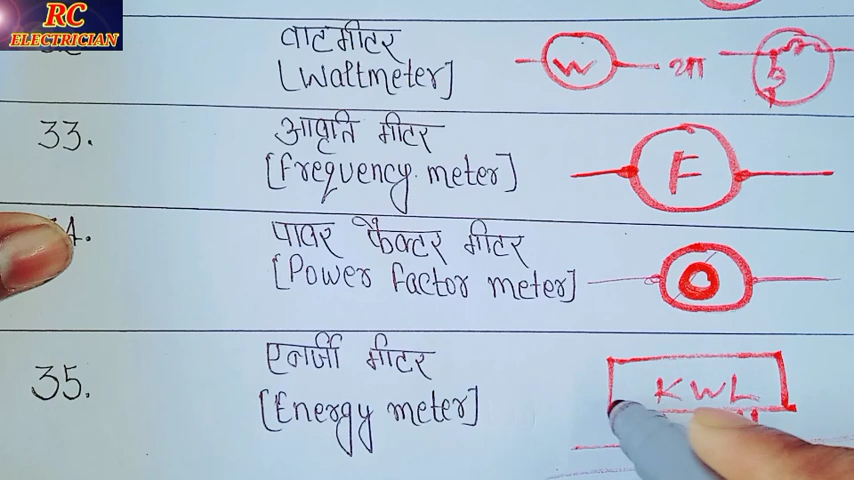 RC
ELECTRICIAN
वाटमीटर
[Wattmeter]
W या
33.
आवृति मीटर
[Frequency meter]
F
पावर फैक्टर मीटर
[Power factor meter]
35.
एनर्जी मीटर
[Energy meter]
KWL